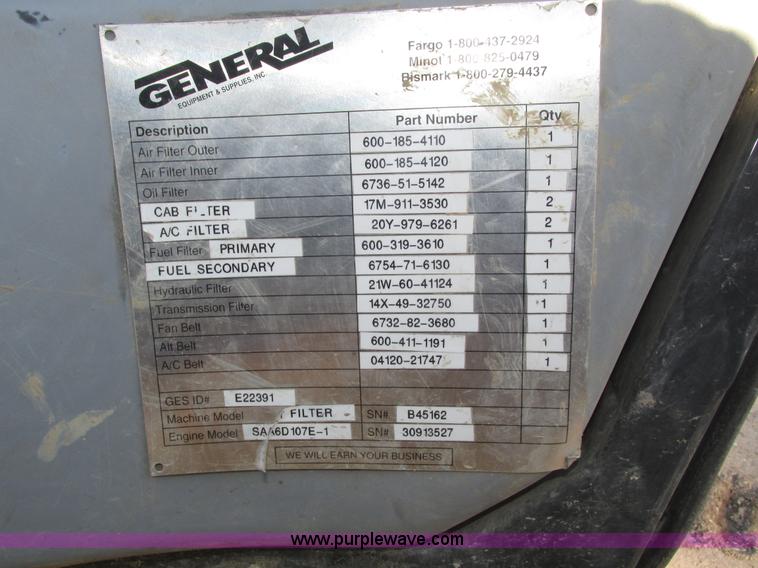 GENERAL
EQUIPMENT & SUPPLIES, INC.
Fargo 1-800-437-2924
Minot 1-800-825-0479
Bismark 1-800-279-4437
Description Part Number Qty
Air Filter Outer 600-185-4110 1
Air Filter Inner 600-185-4120 1
Oil Filter 6736-51-5142 1
CAB FILTER 17M-911-3530 2
A/C FILTER 20Y-979-6261 2
Fuel Filter PRIMARY 600-319-3610 1
FUEL SECONDARY 6754-71-6130 1
Hydraulic Filter 21W-60-41124 1
Transmission Filter 14X-49-32750 1
Fan Belt 6732-82-3680 1
Alt Belt 600-411-1191 1
A/C Belt 04120-21747 1
GES ID# E22391
Machine Model FILTER SN# B45162
Engine Model SAA6D107E-1 SN# 30913527
WE WILL EARN YOUR BUSINESS
www.purplewave.com